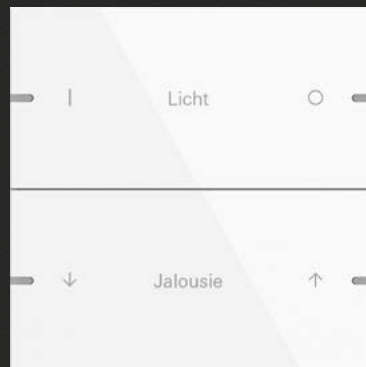 | Licht O
↓ Jalousie ↑